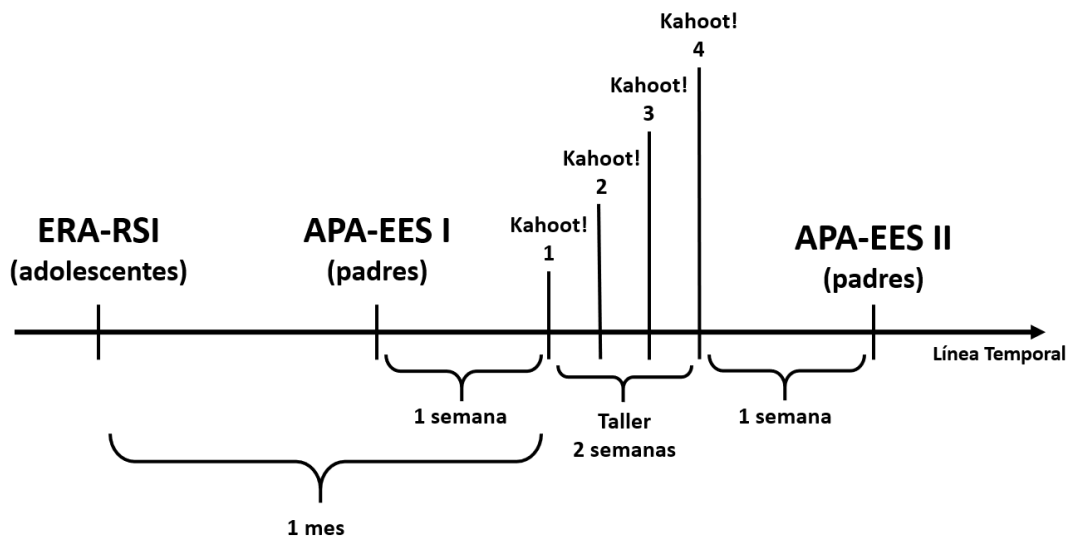 Kahoot!
4
Kahoot!
3
Kahoot!
2
Kahoot!
1
ERA-RSI
(adolescentes)
APA-EES I
(padres)
APA-EES II
(padres)
Línea Temporal
1 semana
Taller
2 semanas
1 semana
1 mes